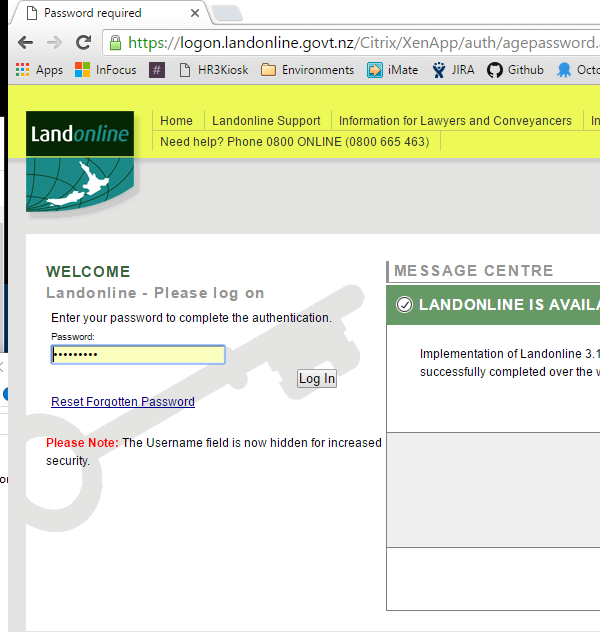 Password required
https://logon.landonline.govt.nz/Citrix/XenApp/auth/agepassword.
Apps InFocus # HR3Kiosk Environments iMate JIRA Github Octo
Landonline
Home Landonline Support Information for Lawyers and Conveyancers In
Need help? Phone 0800 ONLINE (0800 665 463)
WELCOME
Landonline - Please log on
Enter your password to complete the authentication.
Password:
•••••••••
Log In
Reset Forgotten Password
Please Note: The Username field is now hidden for increased
security.
MESSAGE CENTRE
LANDONLINE IS AVAILA
Implementation of Landonline 3.1
successfully completed over the w
or